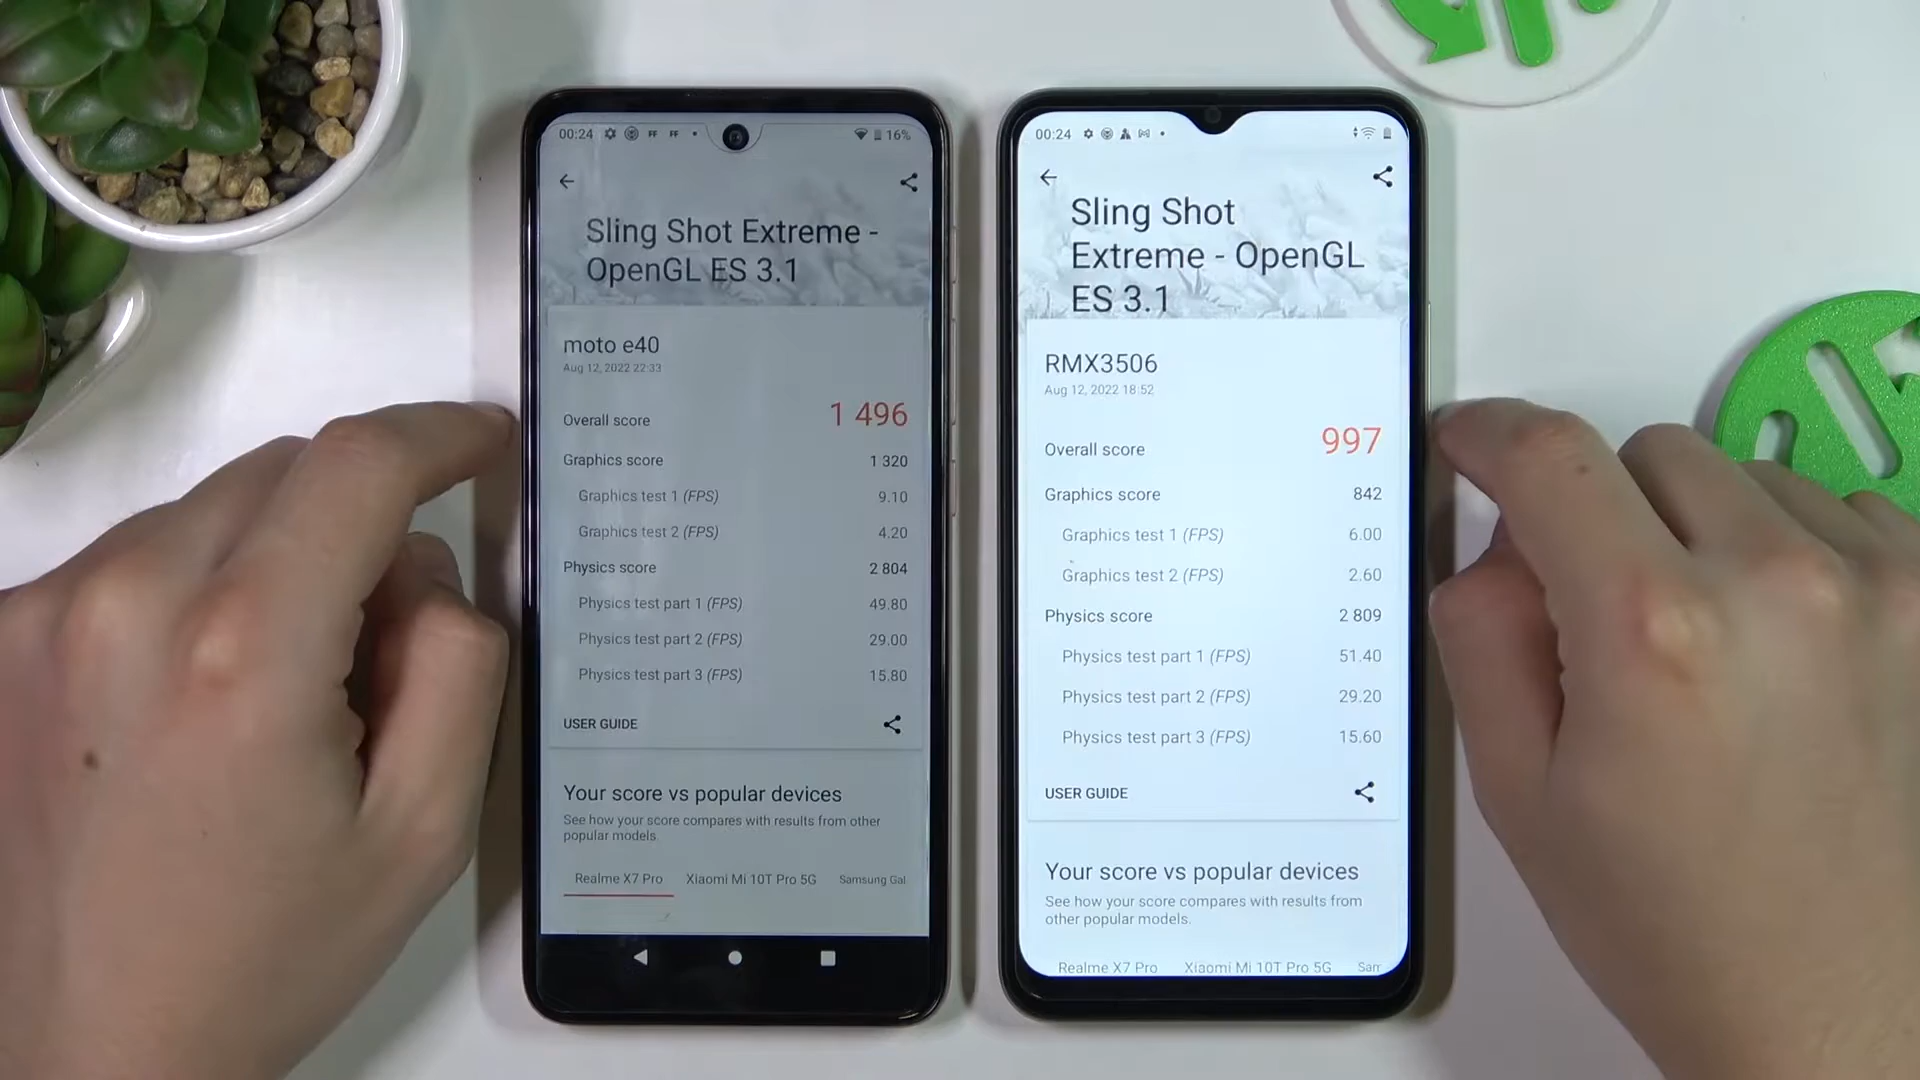 00:24
16%
Sling Shot Extreme -
OpenGL ES 3.1
moto e40
Aug 12, 2022 22:33
Overall score 1 496
Graphics score 1 320
Graphics test 1 (FPS) 9.10
Graphics test 2 (FPS) 4.20
Physics score 2 804
Physics test part 1 (FPS) 49.80
Physics test part 2 (FPS) 29.00
Physics test part 3 (FPS) 15.80
USER GUIDE
Your score vs popular devices
See how your score compares with results from other
popular models.
Realme X7 Pro Xiaomi Mi 10T Pro 5G Samsung Gal
00:24
Sling Shot
Extreme - OpenGL
ES 3.1
RMX3506
Aug 12, 2022 18:52
Overall score 997
Graphics score 842
Graphics test 1 (FPS) 6.00
Graphics test 2 (FPS) 2.60
Physics score 2 809
Physics test part 1 (FPS) 51.40
Physics test part 2 (FPS) 29.20
Physics test part 3 (FPS) 15.60
USER GUIDE
Your score vs popular devices
See how your score compares with results from
other popular models.
Realme X7 Pro Xiaomi Mi 10T Pro 5G Sam